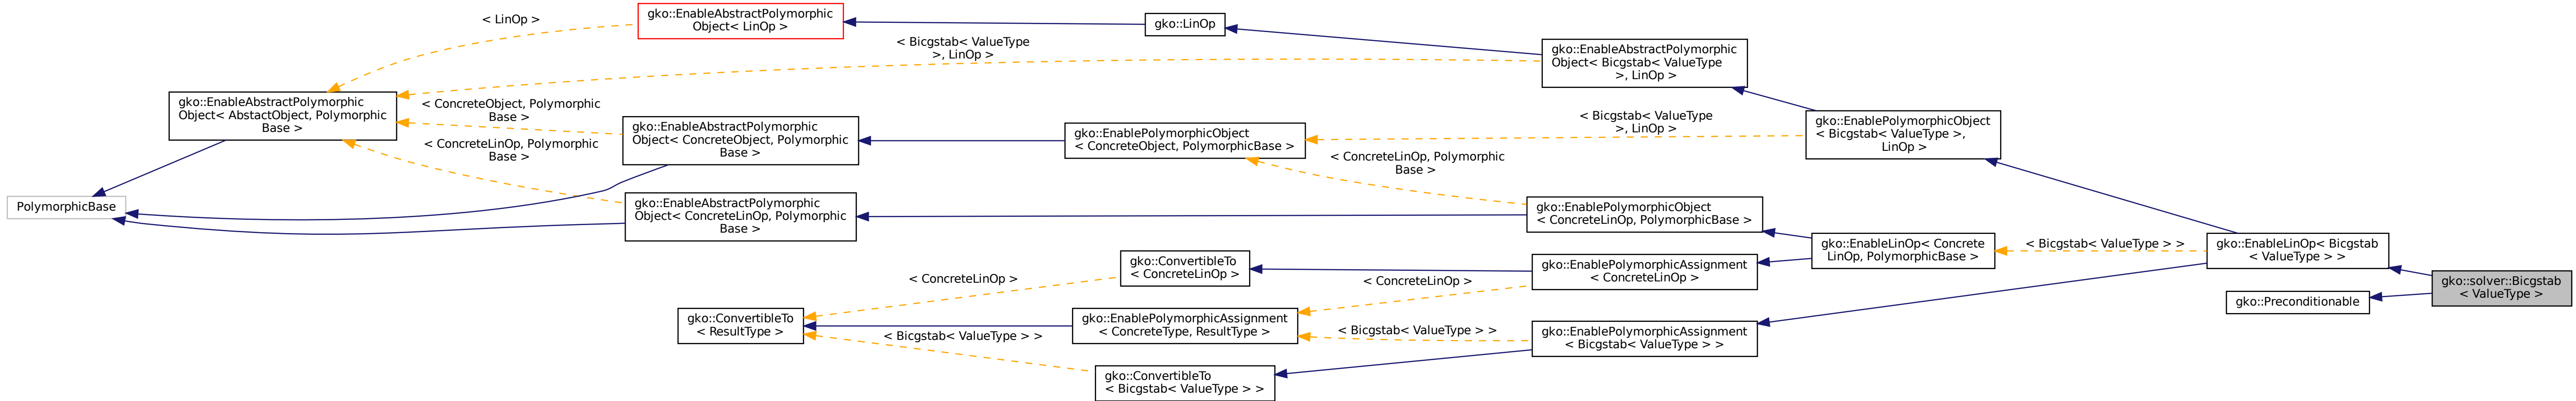 gko::EnableAbstractPolymorphic
Object< LinOp >
< LinOp >
gko::LinOp
< Bicgstab< ValueType
>, LinOp >
gko::EnableAbstractPolymorphic
Object< Bicgstab< ValueType
>, LinOp >
gko::EnableAbstractPolymorphic
Object< AbstactObject, Polymorphic
Base >
< ConcreteObject, Polymorphic
Base >
gko::EnableAbstractPolymorphic
Object< ConcreteObject, Polymorphic
Base >
gko::EnablePolymorphicObject
< ConcreteObject, PolymorphicBase >
< Bicgstab< ValueType
>, LinOp >
gko::EnablePolymorphicObject
< Bicgstab< ValueType >,
LinOp >
< ConcreteLinOp, Polymorphic
Base >
< ConcreteLinOp, Polymorphic
Base >
PolymorphicBase
gko::EnableAbstractPolymorphic
Object< ConcreteLinOp, Polymorphic
Base >
gko::EnablePolymorphicObject
< ConcreteLinOp, PolymorphicBase >
gko::EnableLinOp< Concrete
LinOp, PolymorphicBase >
< Bicgstab< ValueType > >
gko::EnableLinOp< Bicgstab
< ValueType > >
gko::ConvertibleTo
< ConcreteLinOp >
gko::EnablePolymorphicAssignment
< ConcreteLinOp >
gko::solver::Bicgstab
< ValueType >
< ConcreteLinOp >
< ConcreteLinOp >
gko::Preconditionable
gko::ConvertibleTo
< ResultType >
gko::EnablePolymorphicAssignment
< ConcreteType, ResultType >
< Bicgstab< ValueType > >
< Bicgstab< ValueType > >
gko::EnablePolymorphicAssignment
< Bicgstab< ValueType > >
gko::ConvertibleTo
< Bicgstab< ValueType > >